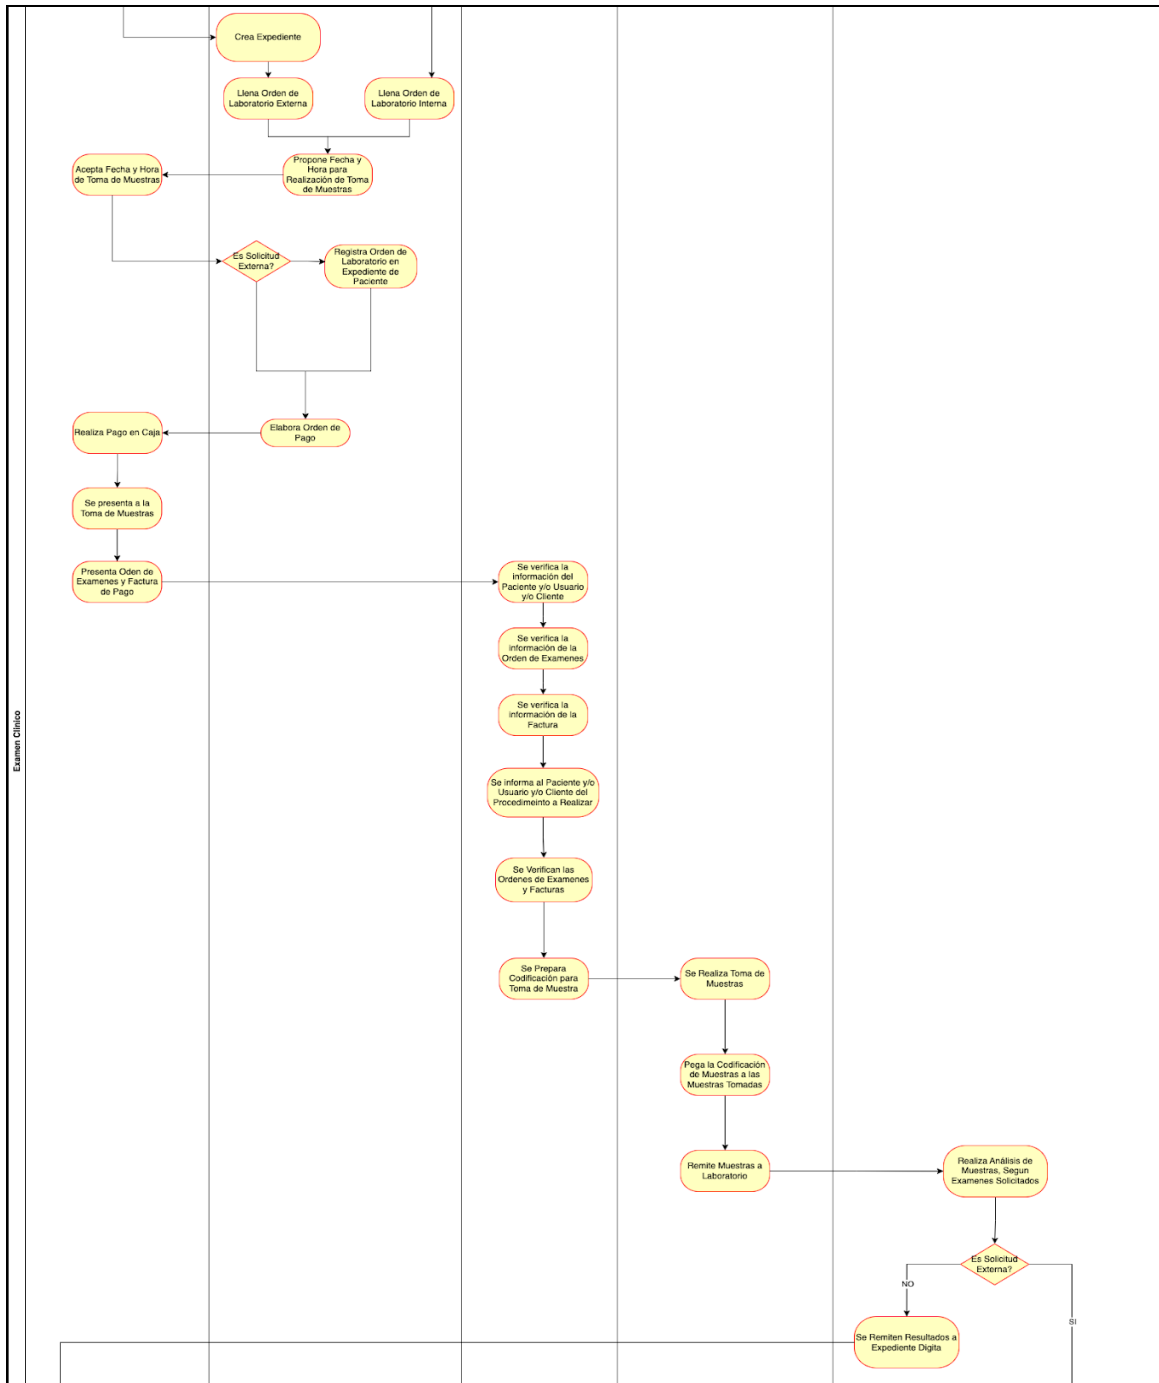 Crea Expediente
Llena Orden de
Laboratorio Externa
Llena Orden de
Laboratorio Interna
Propone Fecha y
Hora para
Realización de Toma
de Muestras
Acepta Fecha y Hora
de Toma de Muestras
Es Solicitud
Externa?
Registra Orden de
Laboratorio en
Expediente de
Paciente
Elabora Orden de
Pago
Realiza Pago en Caja
Se presenta a la
Toma de Muestras
Presenta Oden de
Examenes y Factura
de Pago
Se verifica la
información del
Paciente y/o Usuario
y/o Cliente
Se verifica la
información de la
Orden de Examenes
Se verifica la
información de la
Factura
Examen Clínico
Se informa al Paciente y/o
Usuario y/o Cliente del
Procedimeinto a Realizar
Se Verifican las
Ordenes de Examenes
y Facturas
Se Prepara
Codificación para
Toma de Muestra
Se Realiza Toma de
Muestras
Pega la Codificación
de Muestras a las
Muestras Tomadas
Remite Muestras a
Laboratorio
Realiza Análisis de
Muestras, Segun
Examenes Solicitados
Es Solicitud
Externa?
NO
SI
Se Remiten Resultados a
Expediente Digita